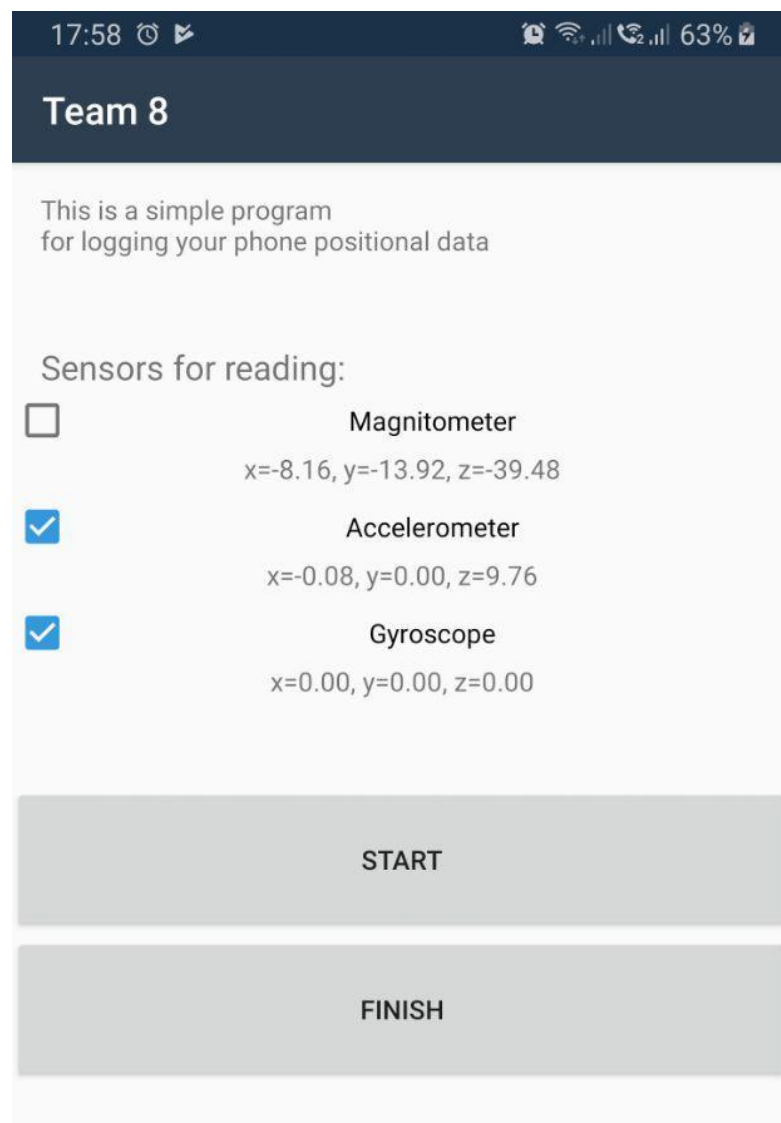 17:58 63%
Team 8
This is a simple program
for logging your phone positional data
Sensors for reading:
Magnitometer
x=-8.16, y=-13.92, z=-39.48
Accelerometer
x=-0.08, y=0.00, z=9.76
Gyroscope
x=0.00, y=0.00, z=0.00
START
FINISH